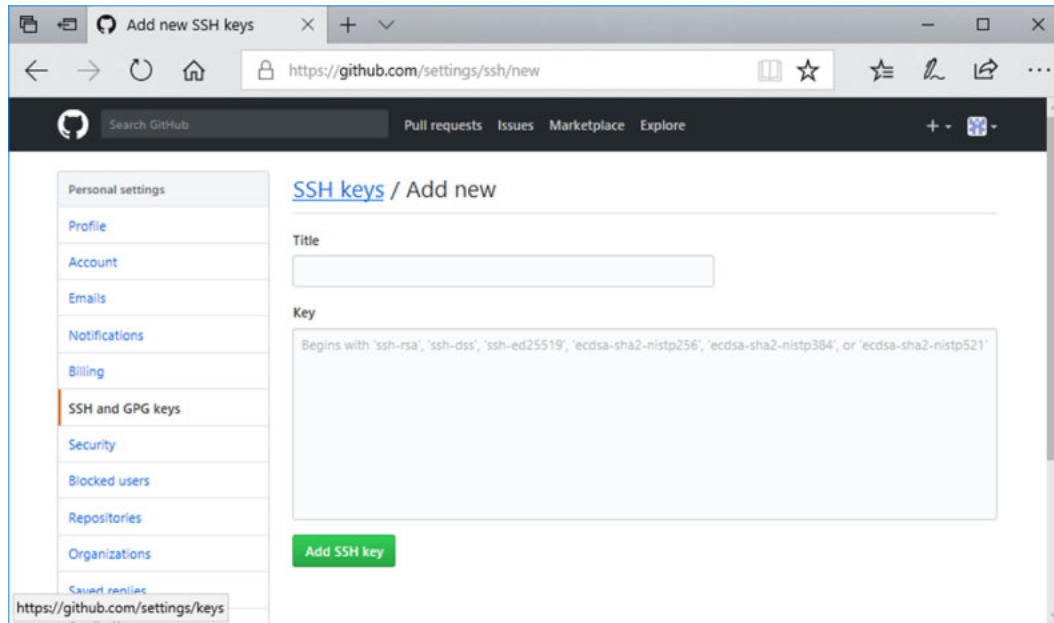 Add new SSH keys
https://github.com/settings/ssh/new
Search GitHub
Pull requests Issues Marketplace Explore
Personal settings
Profile
Account
Emails
Notifications
Billing
SSH and GPG keys
Security
Blocked users
Repositories
Organizations
Saved replies
https://github.com/settings/keys
SSH keys / Add new
Title
Key
Begins with 'ssh-rsa', 'ssh-dss', 'ssh-ed25519', 'ecdsa-sha2-nistp256', 'ecdsa-sha2-nistp384', or 'ecdsa-sha2-nistp521'
Add SSH key